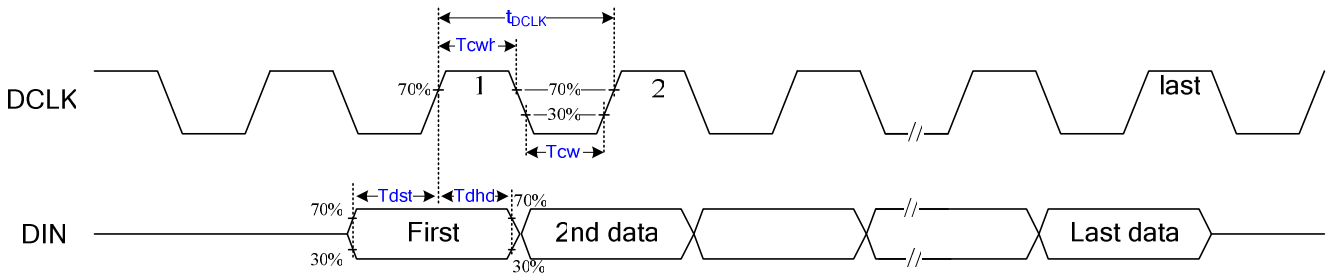 tDCLK
Tcwh
DCLK
70%
1
70%
30%
2
last
Tcw
Tdst
Tdhd
70%
70%
DIN
First
2nd data
Last data
30%
30%